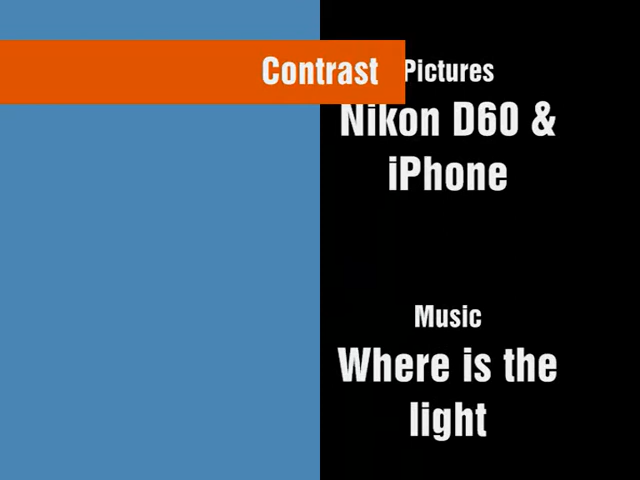 Contrast
Pictures
Nikon D60 &
iPhone
Music
Where is the
light